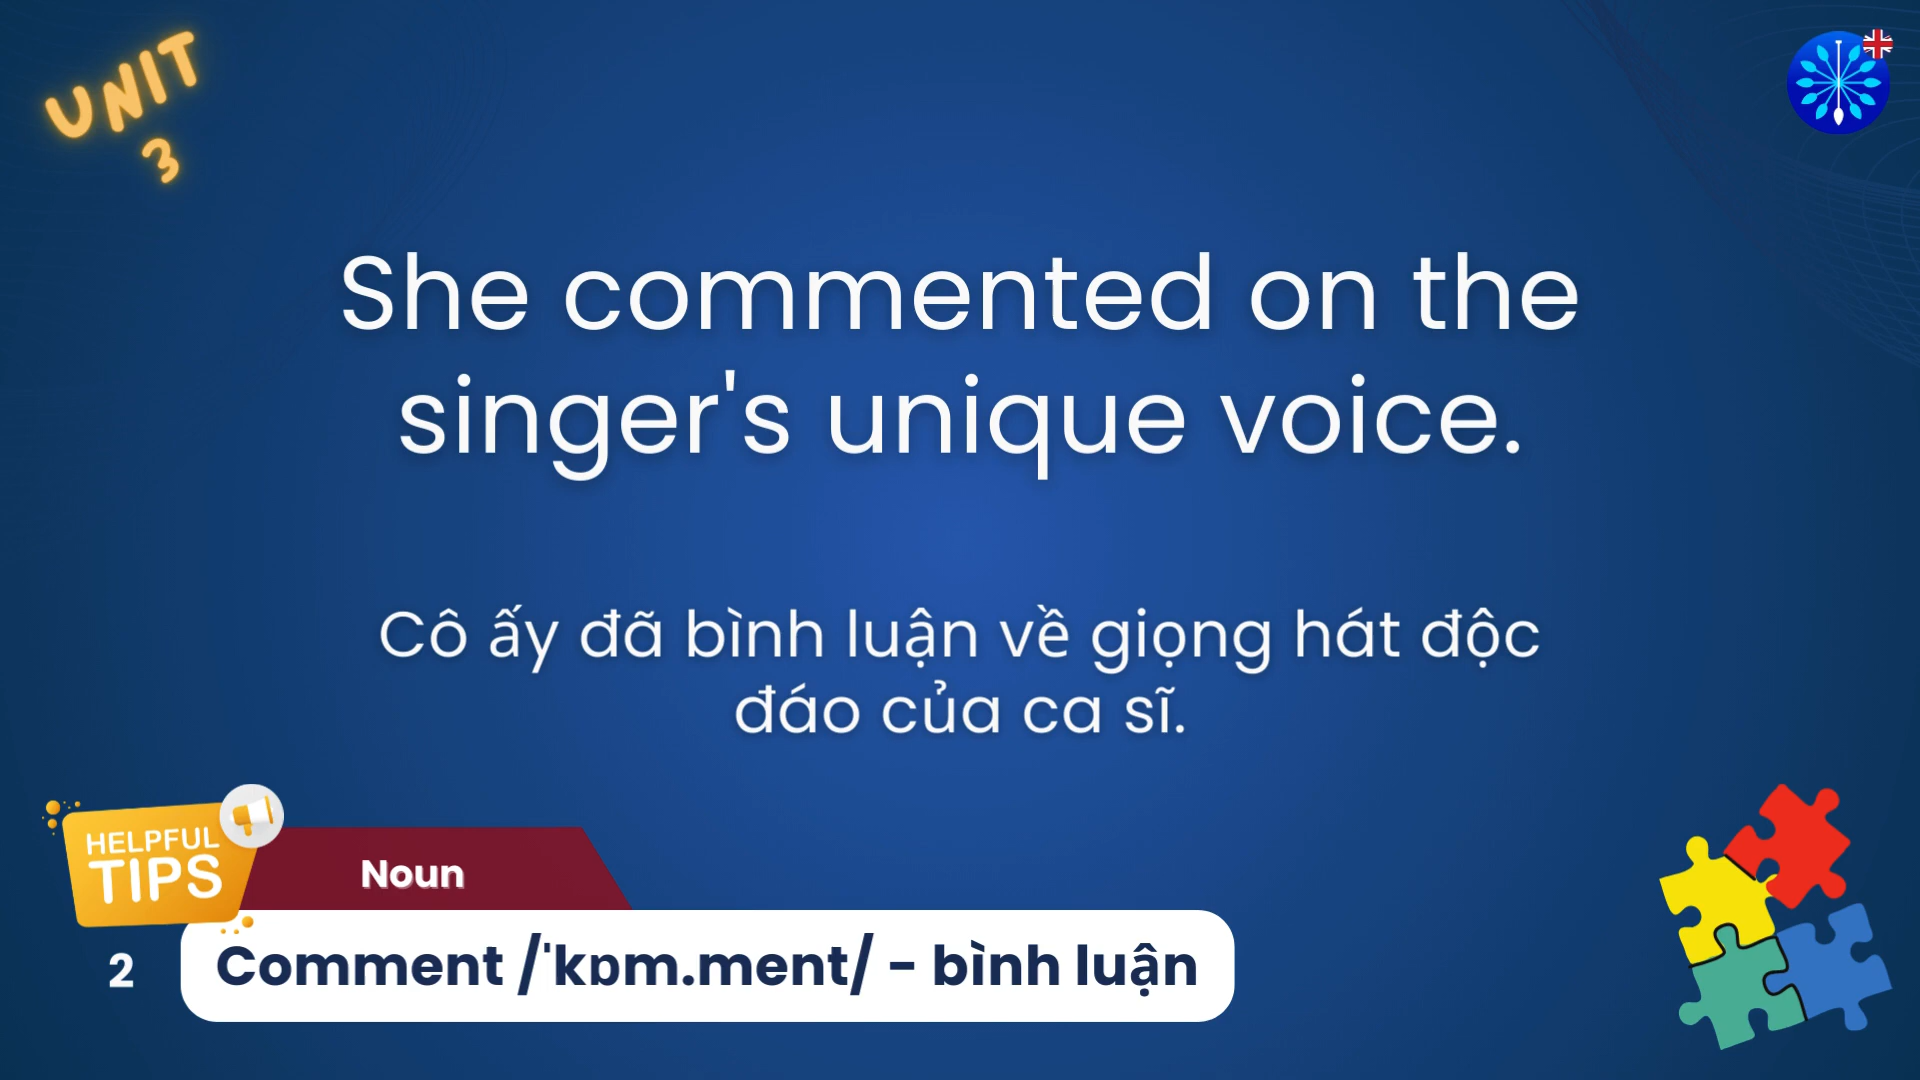 UNIT
3
She commented on the
singer's unique voice.
Cô ấy đã bình luận về giọng hát độc
đáo của ca sĩ.
HELPFUL
TIPS
Noun
2
Comment /ˈkɒm.ment/ - bình luận